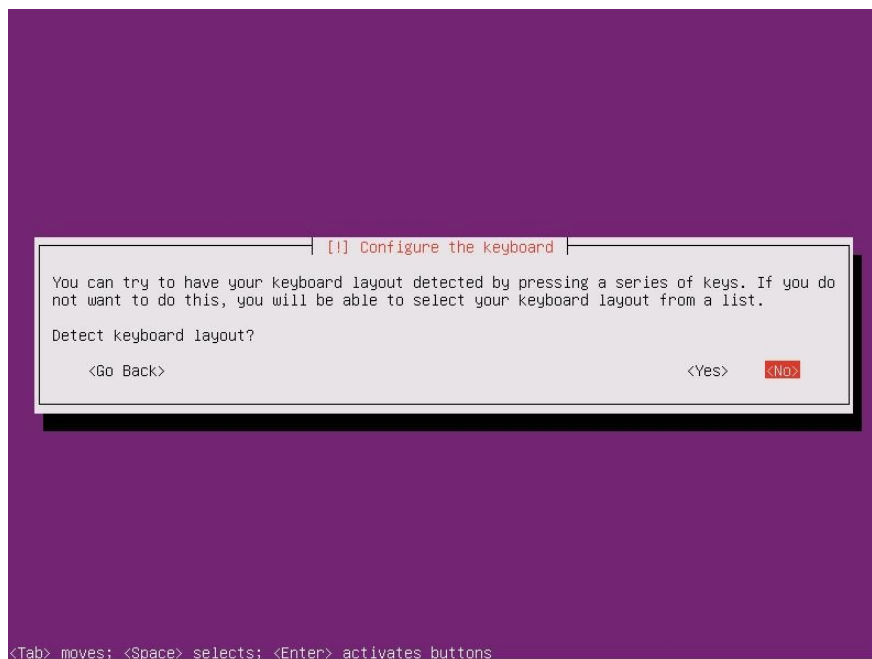 [!] Configure the keyboard
You can try to have your keyboard layout detected by pressing a series of keys. If you do
not want to do this, you will be able to select your keyboard layout from a list.
Detect keyboard layout?
<Go Back> <Yes> <No>
<Tab> moves; <Space> selects; <Enter> activates buttons